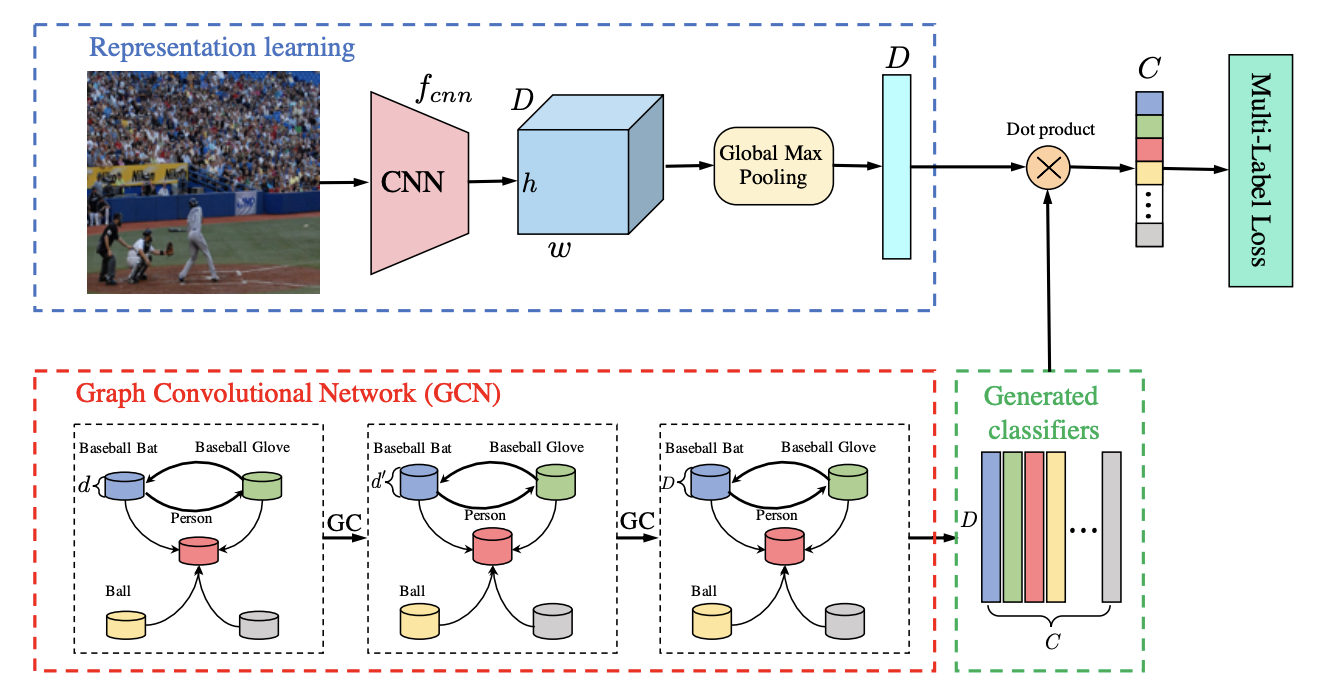 Representation learning
f_{cnn}
CNN
D
h
w
Global Max
Pooling
D
Dot product
C
Multi-Label Loss
Nikon
Graph Convolutional Network (GCN)
Baseball Bat
Baseball Glove
d
Person
Ball
GC
Baseball Bat
Baseball Glove
d'
Person
Ball
GC
Baseball Bat
Baseball Glove
D
Person
Ball
Generated
classifiers
D
...
C